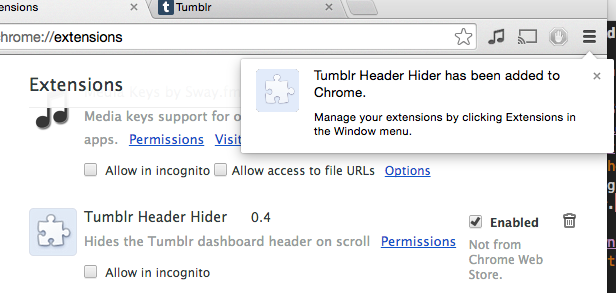 ensions
Tumblr
chrome://extensions
Extensions
Tumblr Header Hider has been added to
Chrome.
Manage your extensions by clicking Extensions in
the Window menu.
Keys by Sway.fm
Media keys support for o
apps. Permissions Visit
Allow in incognito Allow access to file URLs Options
Tumblr Header Hider 0.4
Hides the Tumblr dashboard header on scroll Permissions
Enabled
Not from
Chrome Web
Store.
Allow in incognito